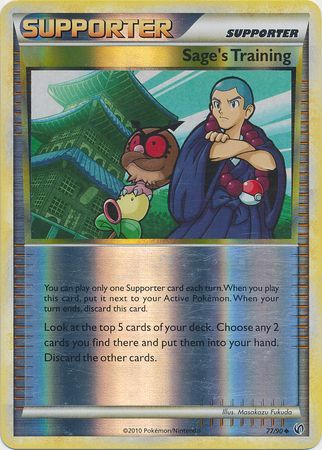 SUPPORTER
SUPPORTER
Sage's Training
You can play only one Supporter card each turn. When you play
this card, put it next to your Active Pokémon. When your
turn ends, discard this card.
Look at the top 5 cards of your deck. Choose any 2
cards you find there and put them into your hand.
Discard the other cards.
Illus. Masakazu Fukuda
©2010 Pokémon/Nintendo
77/90